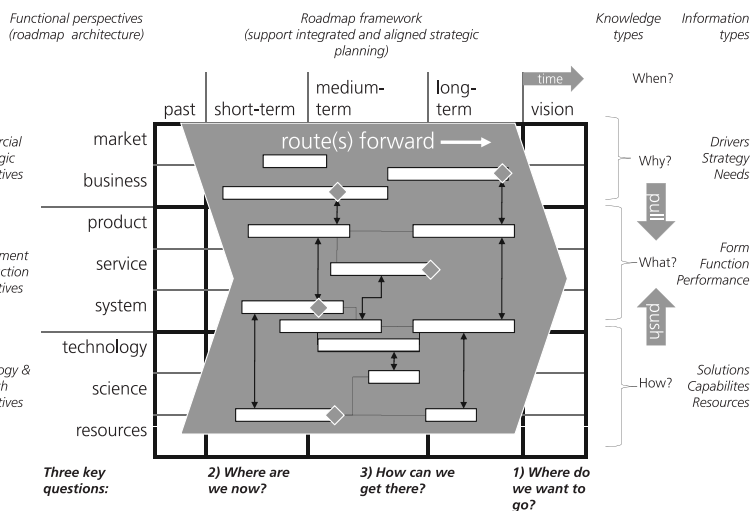 Functional perspectives
(roadmap architecture)
Roadmap framework
(support integrated and aligned strategic
planning)
Knowledge
types
Information
types
time
When?
past
short-term
medium-
term
long-
term
vision
route(s) forward
market
business
product
service
system
technology
science
resources
Why?
What?
How?
pull
push
Drivers
Strategy
Needs
Form
Function
Performance
Solutions
Capabilites
Resources
Three key
questions:
2) Where are
we now?
3) How can we
get there?
1) Where do
we want to
go?